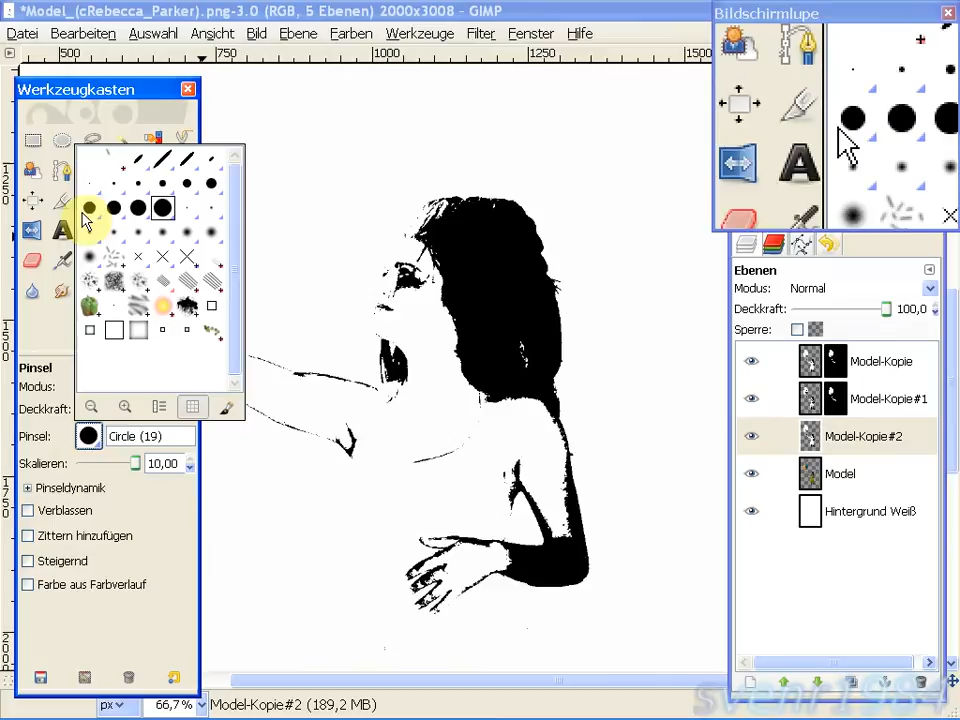 *Model_(cRebecca_Parker).png-3.0 (RGB, 5 Ebenen) 2000x3008 - GIMP
Bildschirmlupe
Datei Bearbeiten Auswahl Ansicht Bild Ebene Farben Werkzeuge Filter Fenster Hilfe
500 750 1000 1250 1500
Werkzeugkasten
Ebenen
Modus: Normal
Deckkraft: 100,0
Sperre:
Model-Kopie
Model-Kopie#1
Model-Kopie#2
Model
Hintergrund Weiß
Pinsel
Modus:
Deckkraft:
Pinsel: Circle (19)
Skalieren: 10,00
Pinseldynamik
Verblassen
Zittern hinzufügen
Steigernd
Farbe aus Farbverlauf
px 66,7% Model-Kopie#2 (189,2 MB)
svenr1984